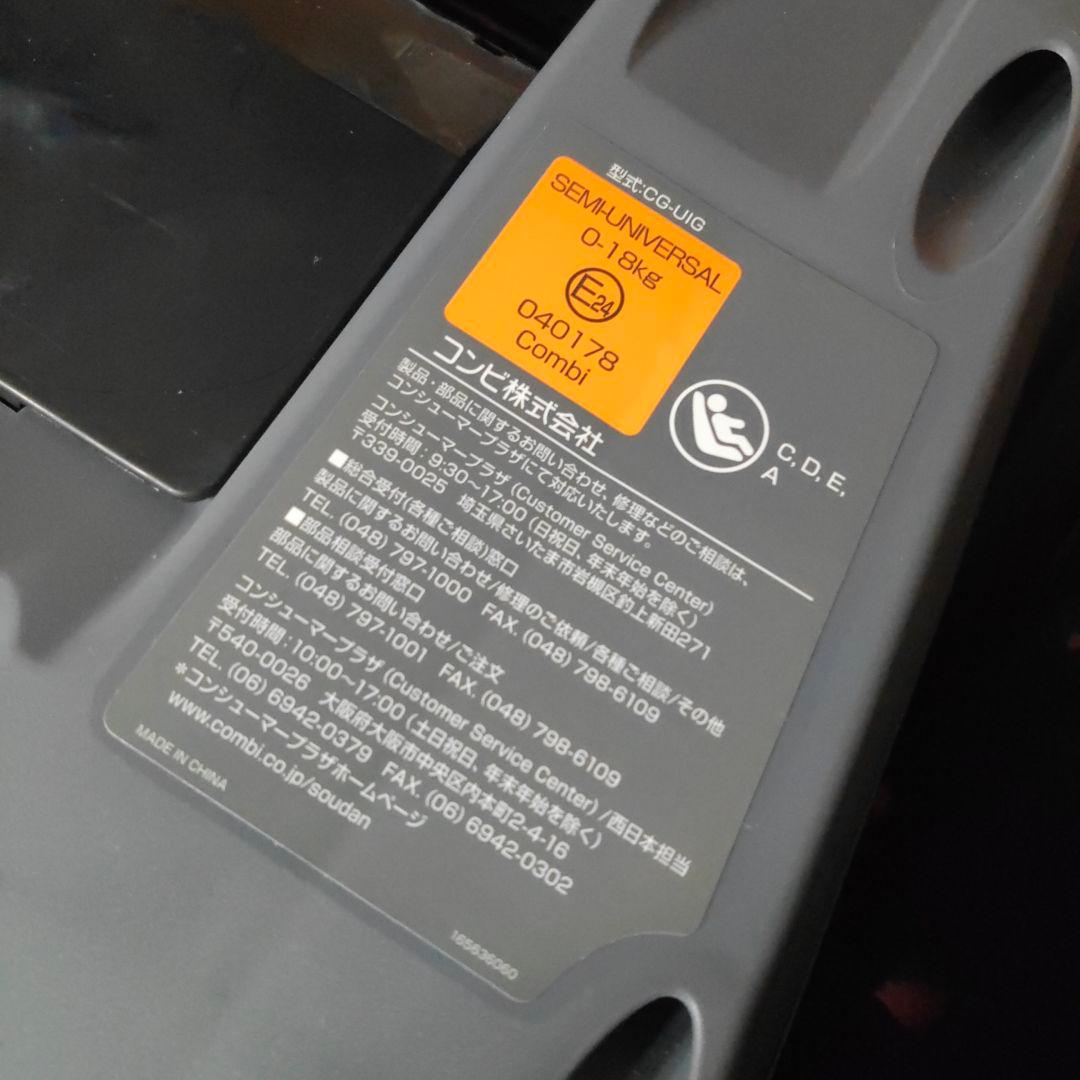 型式:CG-UIG
SEMI-UNIVERSAL
0-18kg
E24
040178
Combi
C, D, E,
A
コンビ株式会社
製品・部品に関するお問い合わせ、修理などのご相談は、
コンシューマープラザにて対応いたします。
コンシューマープラザ (Customer Service Center)
受付時間：9:30~17:00 (日祝日、年末年始を除く)
〒339-0025 埼玉県さいたま市岩槻区釣上新田271
■総合受付(各種ご相談)窓口
製品に関するお問い合わせ/修理のご依頼/各種ご相談/その他
TEL. (048) 797-1000 FAX. (048) 798-6109
■部品相談受付窓口
部品に関するお問い合わせ/ご注文
TEL. (048) 797-1001 FAX. (048) 798-6109
コンシューマープラザ (Customer Service Center) /西日本担当
受付時間：10:00~17:00 (土日祝日、年末年始を除く)
〒540-0026 大阪府大阪市中央区内本町2-4-16
TEL. (06) 6942-0379 FAX. (06) 6942-0302
*コンシューマープラザホームページ
www.combi.co.jp/soudan
MADE IN CHINA
165636060